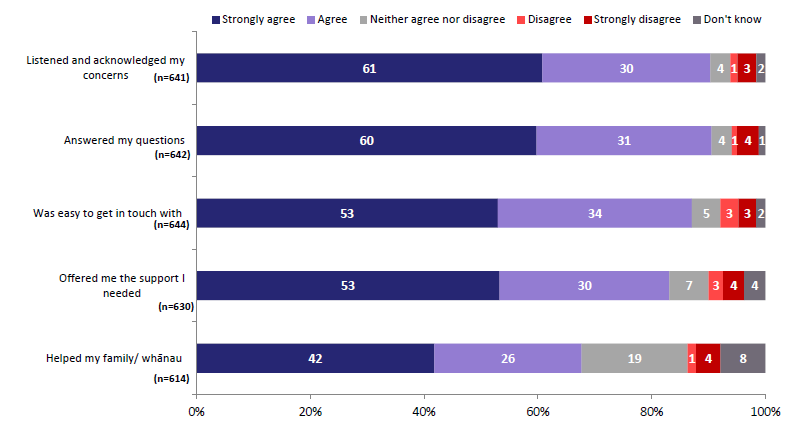 Strongly agree Agree Neither agree nor disagree Disagree Strongly disagree Don't know
Listened and acknowledged my
concerns (n=641)
61 30 4 1 3 2
Answered my questions
(n=642)
60 31 4 1 4 1
Was easy to get in touch with
(n=644)
53 34 5 3 3 2
Offered me the support I
needed
(n=630)
53 30 7 3 4 4
Helped my family/ whānau
(n=614)
42 26 19 1 4 8
0% 20% 40% 60% 80% 100%